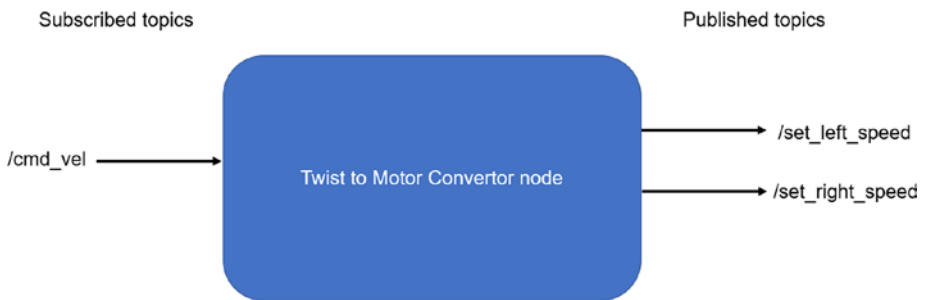 Subscribed topics
Published topics
/cmd_vel
Twist to Motor Convertor node
/set_left_speed
/set_right_speed